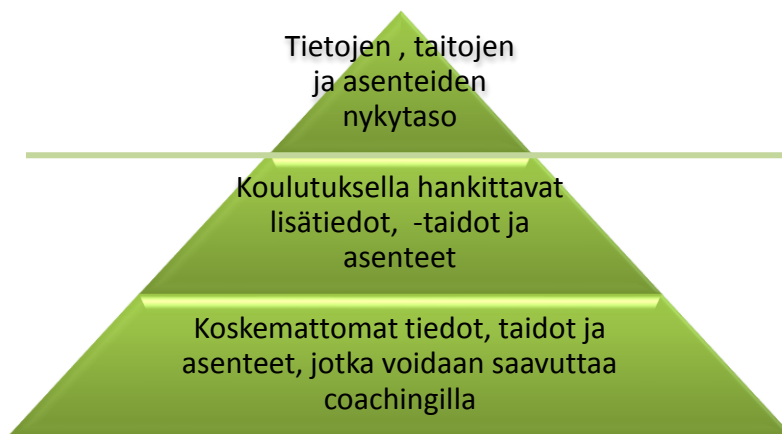 Tietojen , taitojen
ja asenteiden
nykytaso
Koulutuksella hankittavat
lisätiedot, -taidot ja
asenteet
Koskemattomat tiedot, taidot ja
asenteet, jotka voidaan saavuttaa
coachingilla